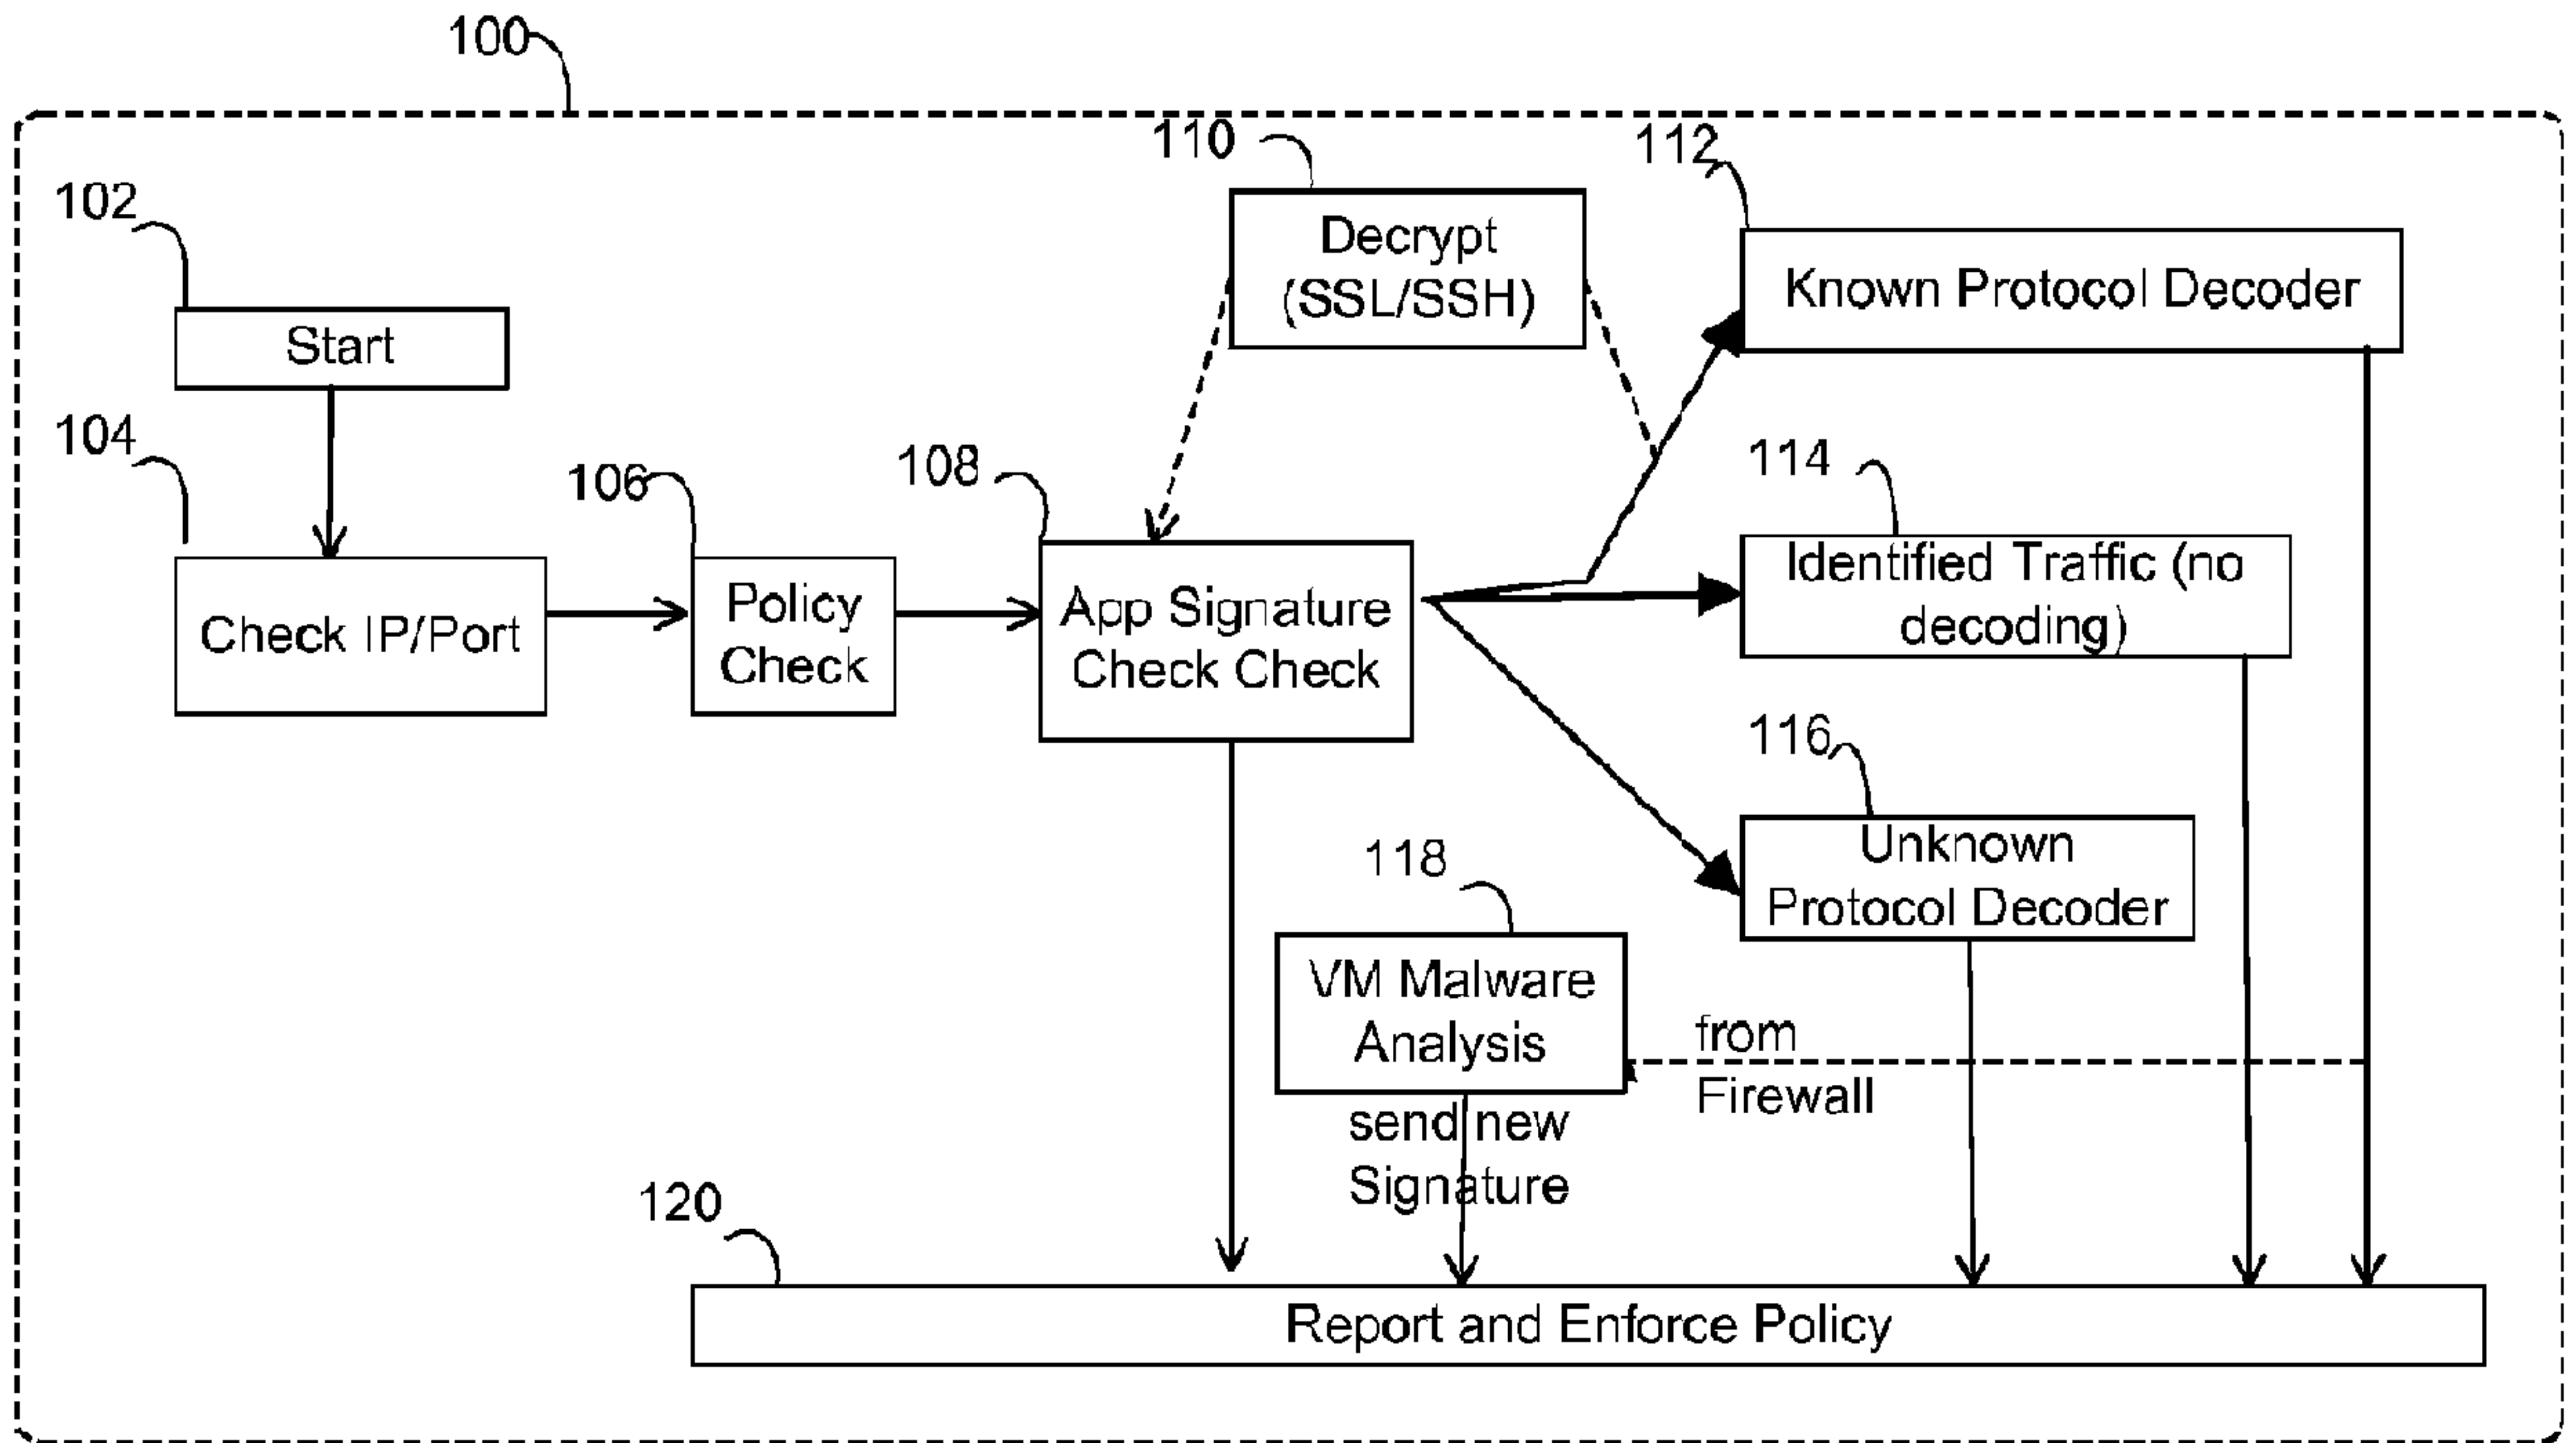 100
110
112
102
Decrypt
(SSL/SSH)
Known Protocol Decoder
Start
104
106
108
114
Identified Traffic (no
decoding)
Check IP/Port
Policy
Check
App Signature
Check Check
116
Unknown
Protocol Decoder
118
VM Malware
Analysis
from
Firewall
send new
Signature
120
Report and Enforce Policy